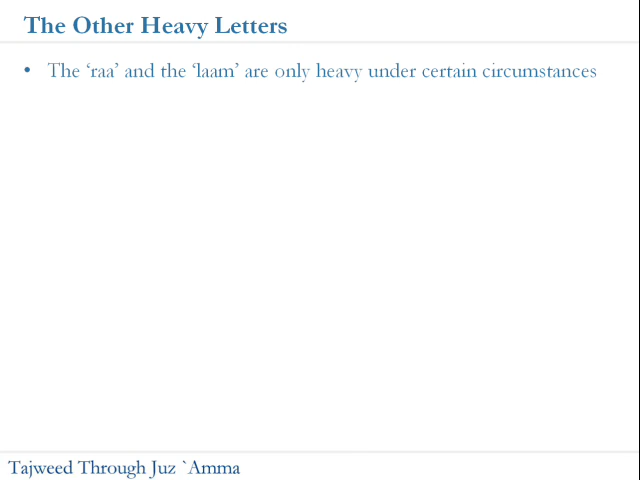 The Other Heavy Letters
• The ‘raa’ and the ‘laam’ are only heavy under certain circumstances
Tajweed Through Juz `Amma